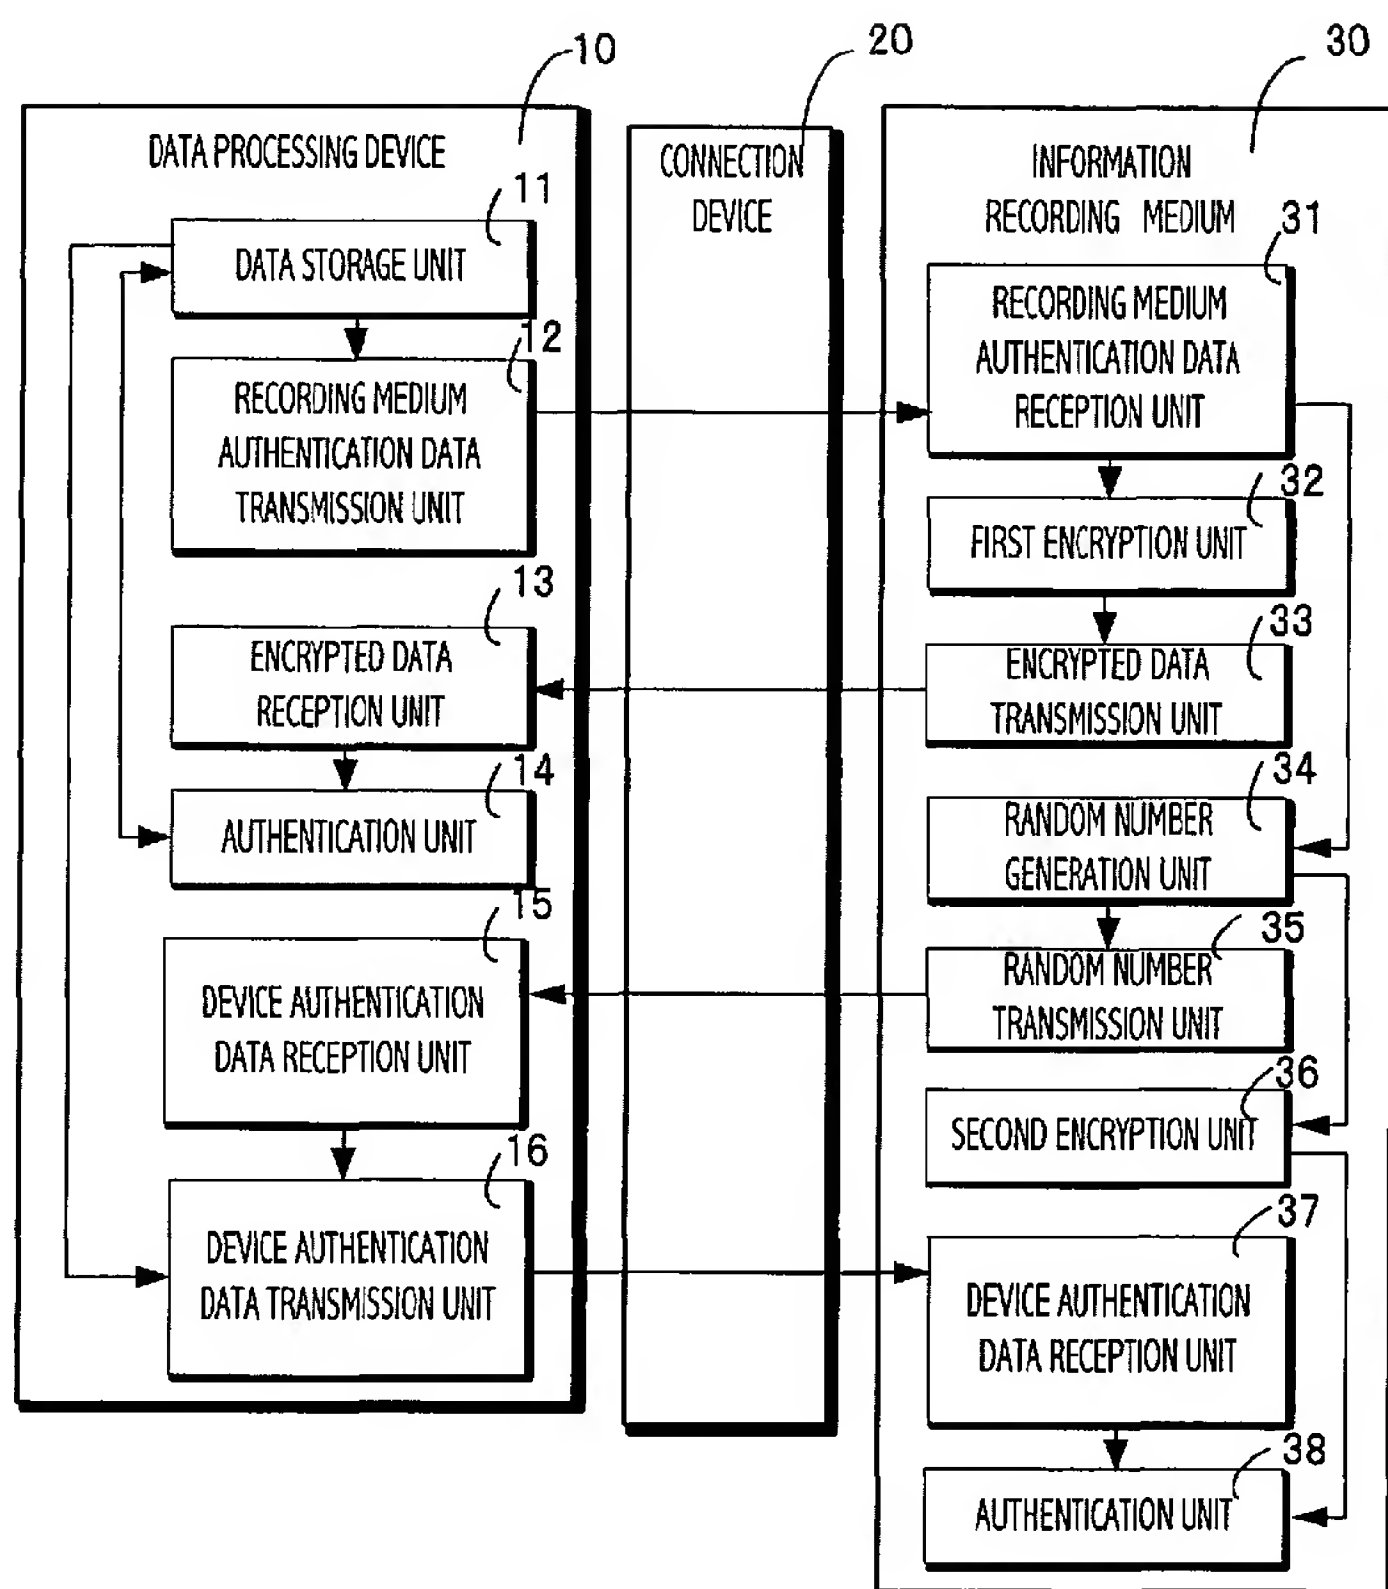 10
DATA PROCESSING DEVICE
11
DATA STORAGE UNIT
12
RECORDING MEDIUM
AUTHENTICATION DATA
TRANSMISSION UNIT
13
ENCRYPTED DATA
RECEPTION UNIT
14
AUTHENTICATION UNIT
15
DEVICE AUTHENTICATION
DATA RECEPTION UNIT
16
DEVICE AUTHENTICATION
DATA TRANSMISSION UNIT
20
CONNECTION
DEVICE
30
INFORMATION
RECORDING MEDIUM
31
RECORDING MEDIUM
AUTHENTICATION DATA
RECEPTION UNIT
32
FIRST ENCRYPTION UNIT
33
ENCRYPTED DATA
TRANSMISSION UNIT
34
RANDOM NUMBER
GENERATION UNIT
35
RANDOM NUMBER
TRANSMISSION UNIT
36
SECOND ENCRYPTION UNIT
37
DEVICE AUTHENTICATION
DATA RECEPTION UNIT
38
AUTHENTICATION UNIT